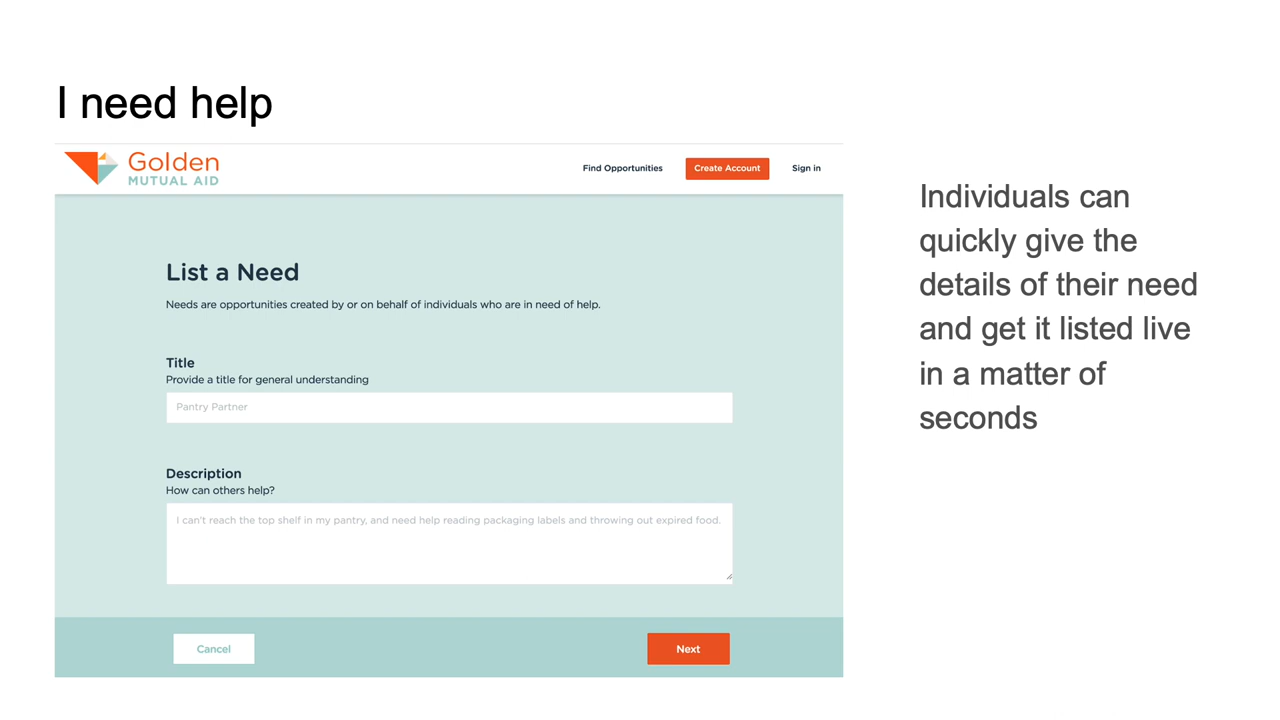 I need help
Golden
MUTUAL AID
Find Opportunities
Create Account
Sign in
List a Need
Needs are opportunities created by or on behalf of individuals who are in need of help.
Title
Provide a title for general understanding
Pantry Partner
Description
How can others help?
I can't reach the top shelf in my pantry, and need help reading packaging labels and throwing out expired food.
Cancel
Next
Individuals can
quickly give the
details of their need
and get it listed live
in a matter of
seconds